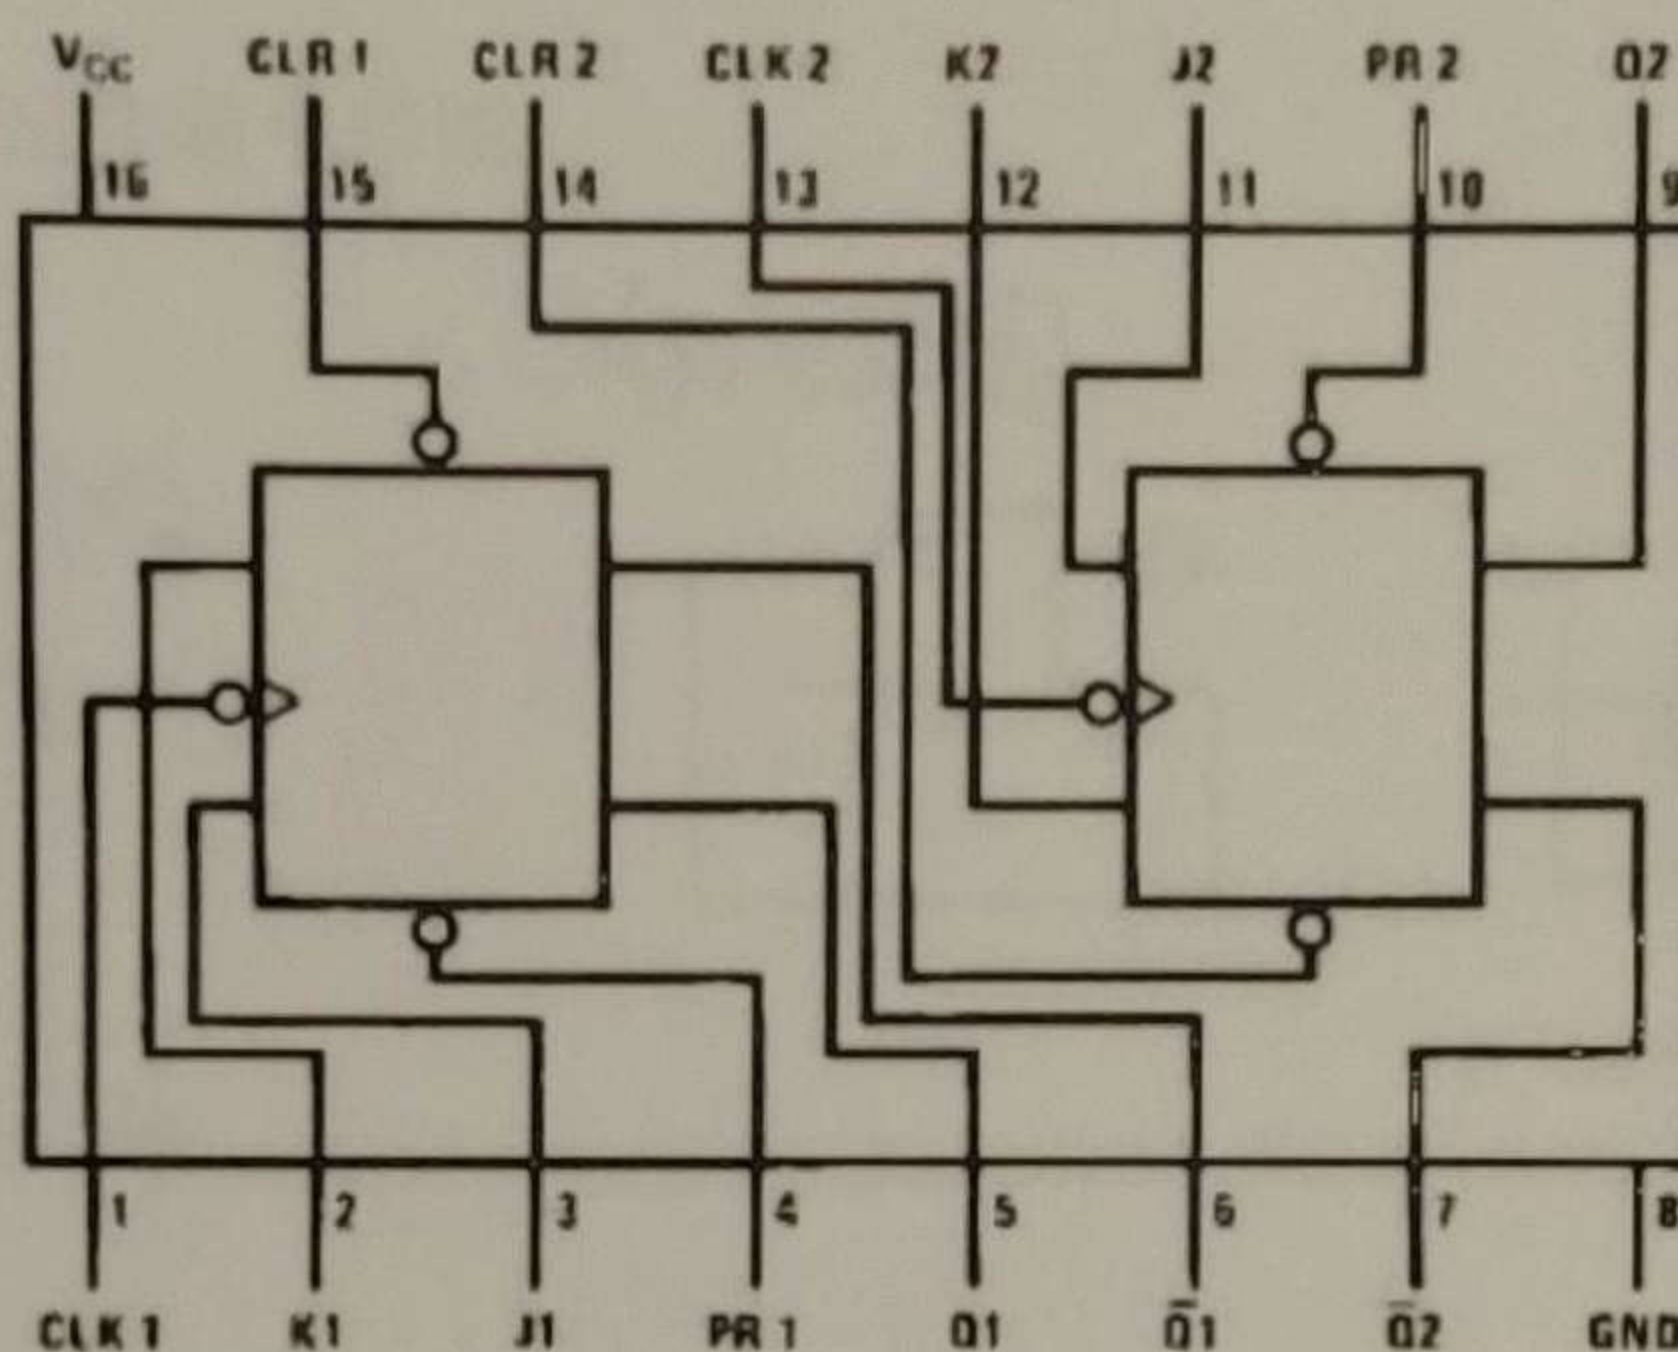 VCC CLR 1 CLR 2 CLK 2 K2 J2 PR 2 Q2
16 15 14 13 12 11 10 9
1 2 3 4 5 6 7 8
CLK 1 K1 J1 PR 1 Q1 Q̅1 Q̅2 GND